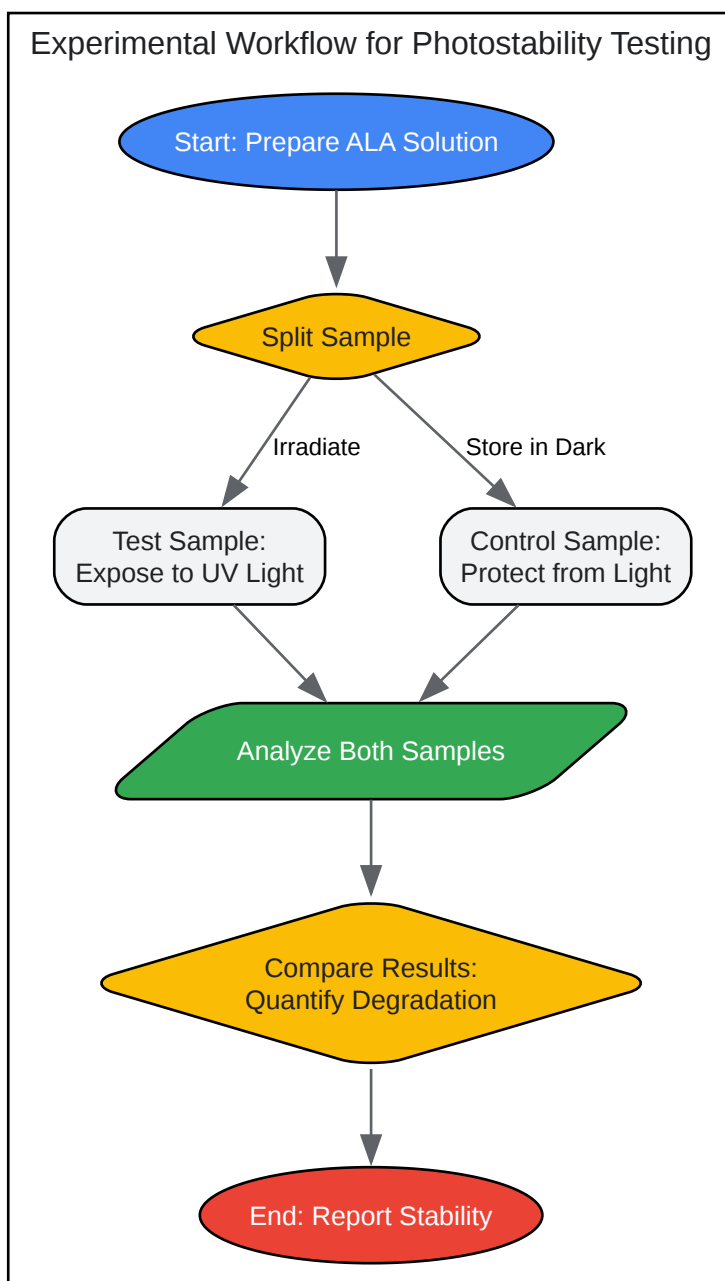 Experimental Workflow for Photostability Testing
Start: Prepare ALA Solution
Split Sample
Irradiate
Store in Dark
Test Sample:
Expose to UV Light
Control Sample:
Protect from Light
Analyze Both Samples
Compare Results:
Quantify Degradation
End: Report Stability